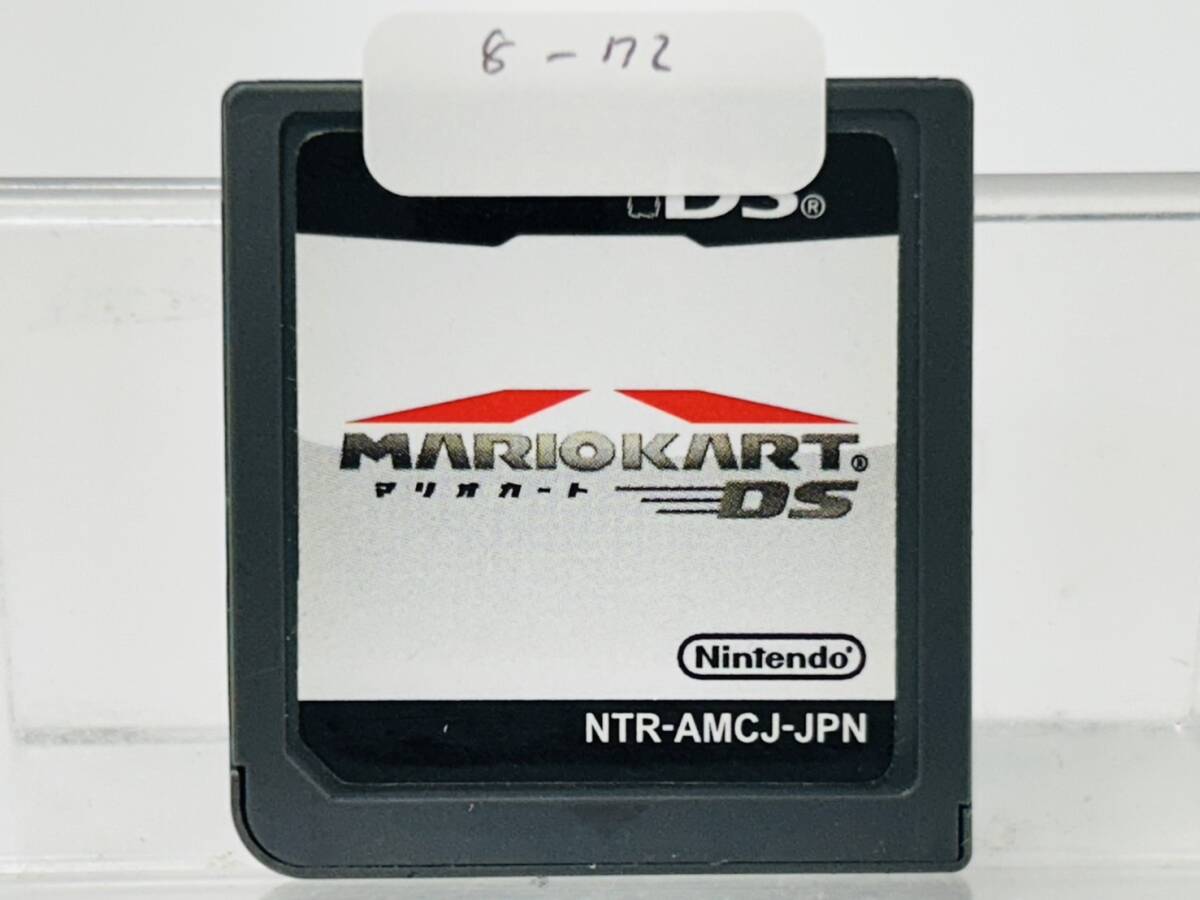 8-172
DS®
MARIOKART®
マリオカート
DS
Nintendo®
NTR-AMCJ-JPN